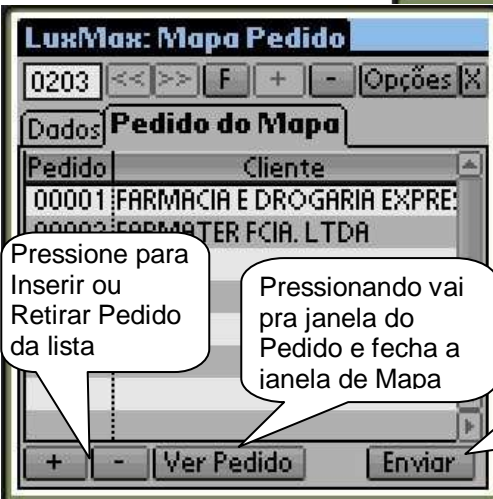 LuxMax: Mapa Pedido
0203 << >> F + - Opções X
Dados Pedido do Mapa
Pedido Cliente
00001 FARMACIA E DROGARIA EXPRE
FARMATER FCIA. LTDA
Pressione para
Inserir ou
Retirar Pedido
da lista
Pressionando vai
pra janela do
Pedido e fecha a
janela de Mapa
+ - Ver Pedido Enviar